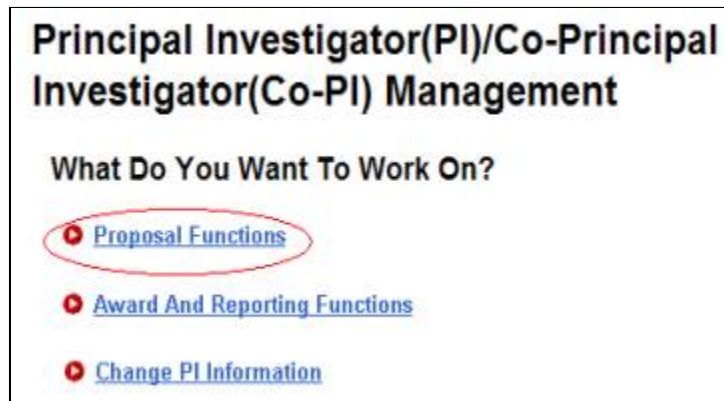 Principal Investigator(PI)/Co-Principal
Investigator(Co-PI) Management
What Do You Want To Work On?
Proposal Functions
Award And Reporting Functions
Change PI Information